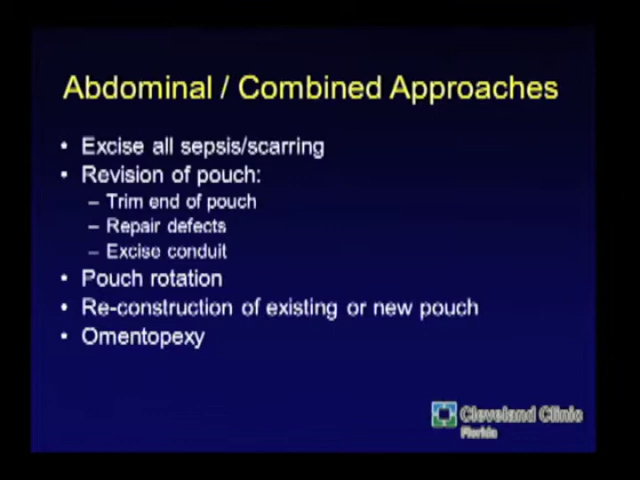 Abdominal / Combined Approaches
• Excise all sepsis/scarring
• Revision of pouch:
– Trim end of pouch
– Repair defects
– Excise conduit
• Pouch rotation
• Re-construction of existing or new pouch
• Omentopexy
Cleveland Clinic
Florida